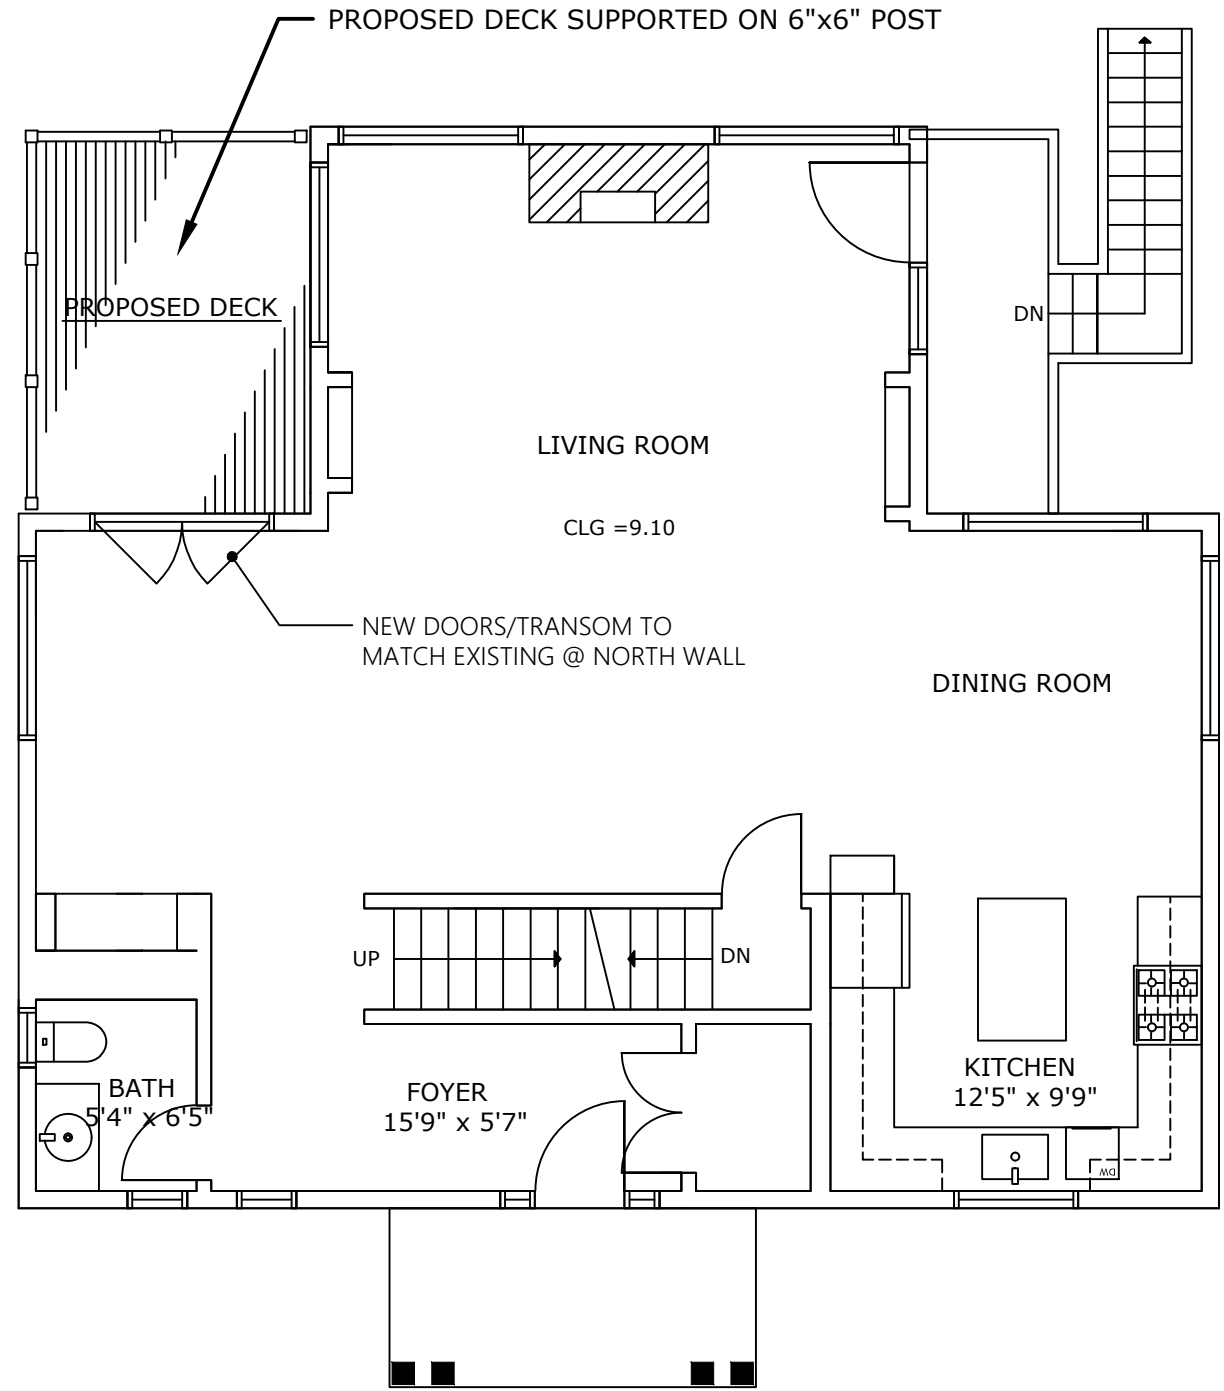 PROPOSED DECK SUPPORTED ON 6"x6" POST
PROPOSED DECK
DN
LIVING ROOM
CLG =9.10
NEW DOORS/TRANSOM TO
MATCH EXISTING @ NORTH WALL
DINING ROOM
UP
DN
BATH
5'4" x 6'5"
FOYER
15'9" x 5'7"
KITCHEN
12'5" x 9'9"
DW